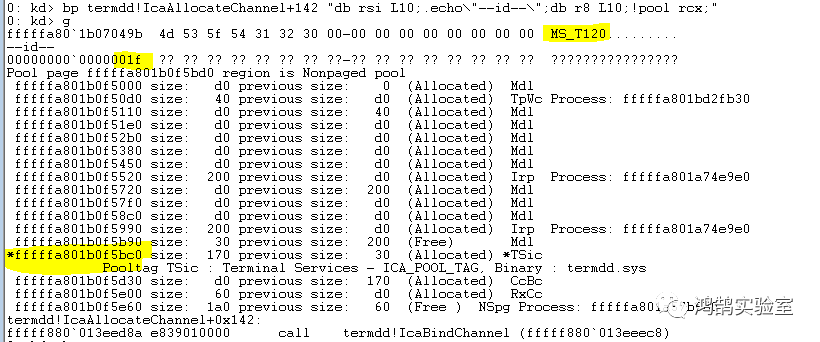 0: kd> bp termdd!IcaAllocateChannel+142 "db rsi L10;.echo\"--id--\";db r8 L10;!pool rcx;"
0: kd> g
fffffa80`1b07049b  4d 53 5f 54 31 32 30 00-00 00 00 00 00 00 00 00  MS_T120.........
--id--
00000000`0000001f  ?? ?? ?? ?? ?? ?? ?? ??-?? ?? ?? ?? ?? ?? ?? ??  ????????????????
Pool page fffffa801b0f5bd0 region is Nonpaged pool
 fffffa801b0f5000 size:   d0 previous size:    0  (Allocated)  Mdl
 fffffa801b0f50d0 size:   40 previous size:   d0  (Allocated)  TpWc Process: fffffa801bd2fb30
 fffffa801b0f5110 size:   d0 previous size:   40  (Allocated)  Mdl
 fffffa801b0f51e0 size:   d0 previous size:   d0  (Allocated)  Mdl
 fffffa801b0f52b0 size:   d0 previous size:   d0  (Allocated)  Mdl
 fffffa801b0f5380 size:   d0 previous size:   d0  (Allocated)  Mdl
 fffffa801b0f5450 size:   d0 previous size:   d0  (Allocated)  Mdl
 fffffa801b0f5520 size:  200 previous size:   d0  (Allocated)  Irp  Process: fffffa801a74e9e0
 fffffa801b0f5720 size:   d0 previous size:  200  (Allocated)  Mdl
 fffffa801b0f57f0 size:   d0 previous size:   d0  (Allocated)  Mdl
 fffffa801b0f58c0 size:   d0 previous size:   d0  (Allocated)  Mdl
 fffffa801b0f5990 size:  200 previous size:   d0  (Allocated)  Irp  Process: fffffa801a74e9e0
 fffffa801b0f5b90 size:   30 previous size:  200  (Free)       Mdl
*fffffa801b0f5bc0 size:  170 previous size:   30  (Allocated) *TSic
Pooltag TSic : Terminal Services - ICA_POOL_TAG, Binary : termdd.sys
 fffffa801b0f5d30 size:   d0 previous size:  170  (Allocated)  CcBc
 fffffa801b0f5e00 size:   60 previous size:   d0  (Allocated)  RxCc
 fffffa801b0f5e60 size:  1a0 previous size:   60  (Free )  NSpg Process:
termdd!IcaAllocateChannel+0x142:
fffff880`013eed8a e839010000      call    termdd!IcaBindChannel (fffff880`013eeec8)
鸿鹄实验室